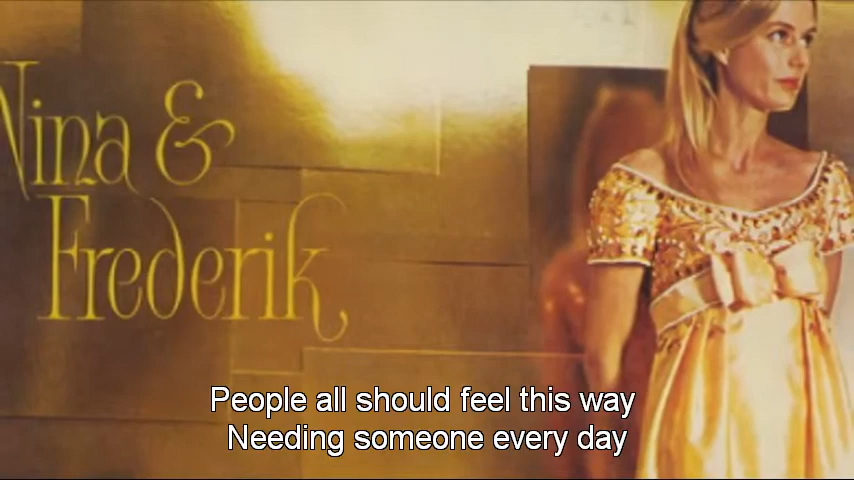 Nina &
Frederik
People all should feel this way
Needing someone every day